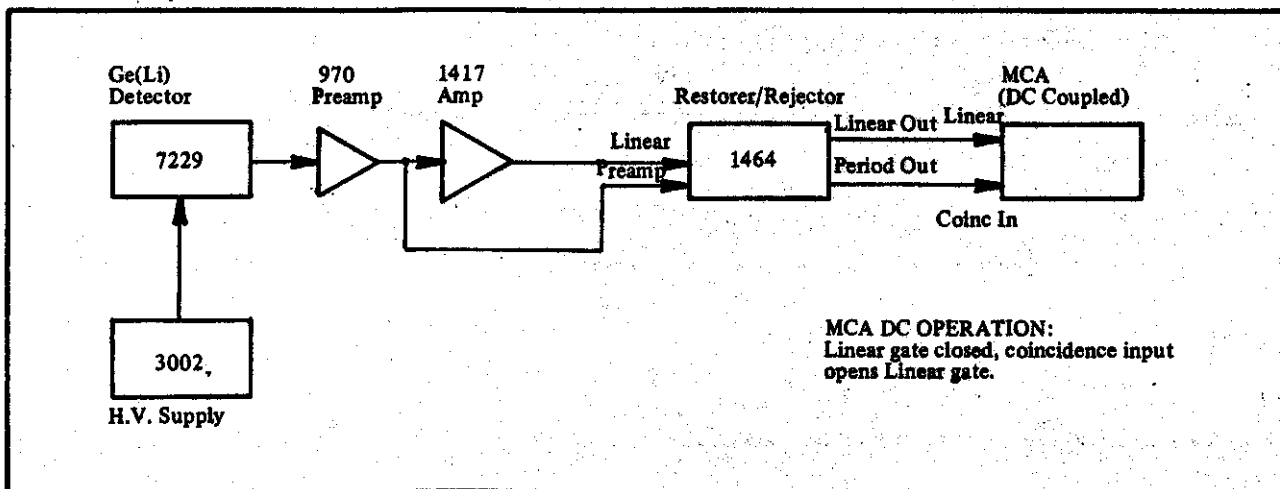 Ge(Li)
Detector
7229
970
Preamp
1417
Amp
Restorer/Rejector
Linear
Preamp
1464
Linear Out
Period Out
MCA
(DC Coupled)
Linear
Coinc In
3002
H.V. Supply
MCA DC OPERATION:
Linear gate closed, coincidence input
opens Linear gate.